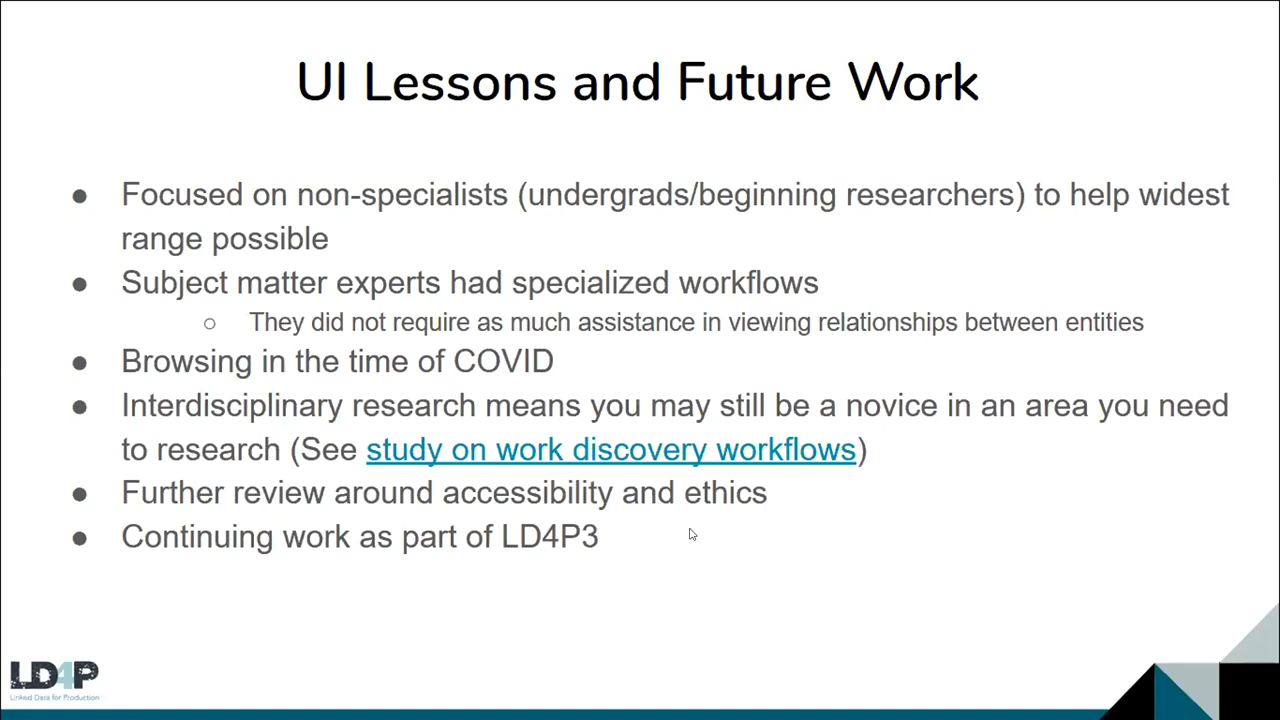 UI Lessons and Future Work
● Focused on non-specialists (undergrads/beginning researchers) to help widest
range possible
● Subject matter experts had specialized workflows
○ They did not require as much assistance in viewing relationships between entities
● Browsing in the time of COVID
● Interdisciplinary research means you may still be a novice in an area you need
to research (See study on work discovery workflows)
● Further review around accessibility and ethics
● Continuing work as part of LD4P3
LD4P
Linked Data for Production